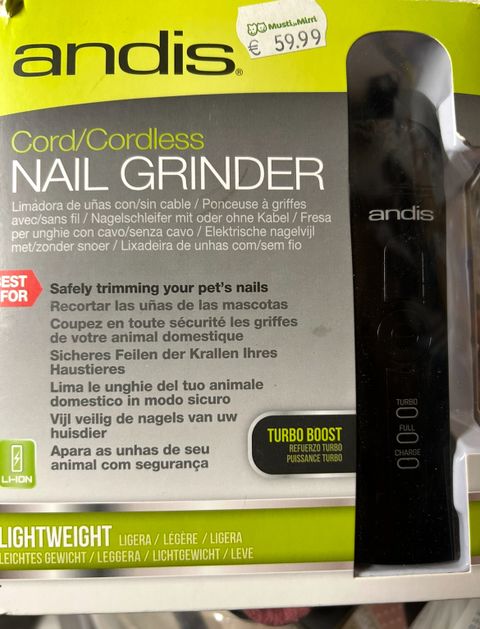 Musti ja Mirri
€ 59.99
andis®
Cord/Cordless
NAIL GRINDER
Limadora de uñas con/sin cable / Ponceuse à griffes
avec/sans fil / Nagelschleifer mit oder ohne Kabel / Fresa
per unghie con cavo/senza cavo / Elektrische nagelvijl
met/zonder snoer / Lixadeira de unhas com/sem fio
andis
EST
FOR
Safely trimming your pet's nails
Recortar las uñas de las mascotas
Coupez en toute sécurité les griffes
de votre animal domestique
Sicheres Feilen der Krallen Ihres
Haustieres
Lima le unghie del tuo animale
domestico in modo sicuro
Vijl veilig de nagels van uw
huisdier
Apara as unhas de seu
animal com segurança
LI-ION
TURBO BOOST
REFUERZO TURBO
PUISSANCE TURBO
TURBO
FULL
CHARGE
LIGHTWEIGHT LIGERA / LÉGÈRE / LIGERA
LEICHTES GEWICHT / LEGGERA / LICHTGEWICHT / LEVE